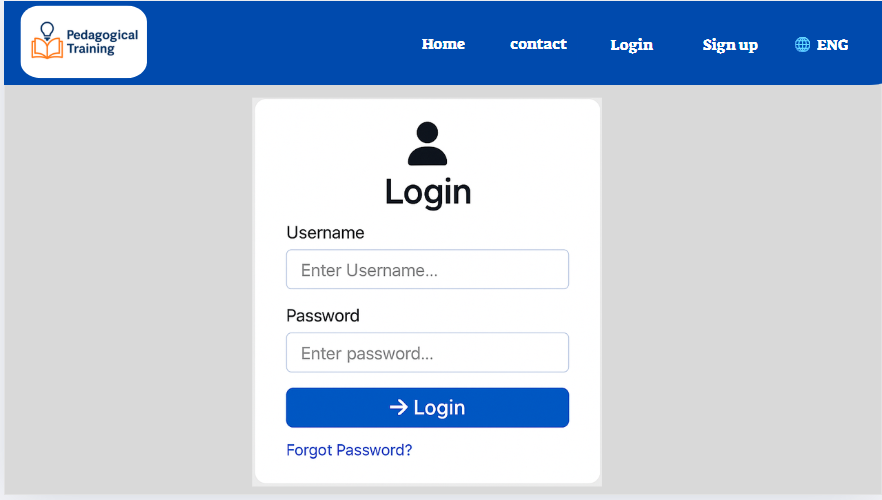 Pedagogical
Training
Home contact Login Sign up ENG
Login
Username
Enter Username...
Password
Enter password...
Login
Forgot Password?